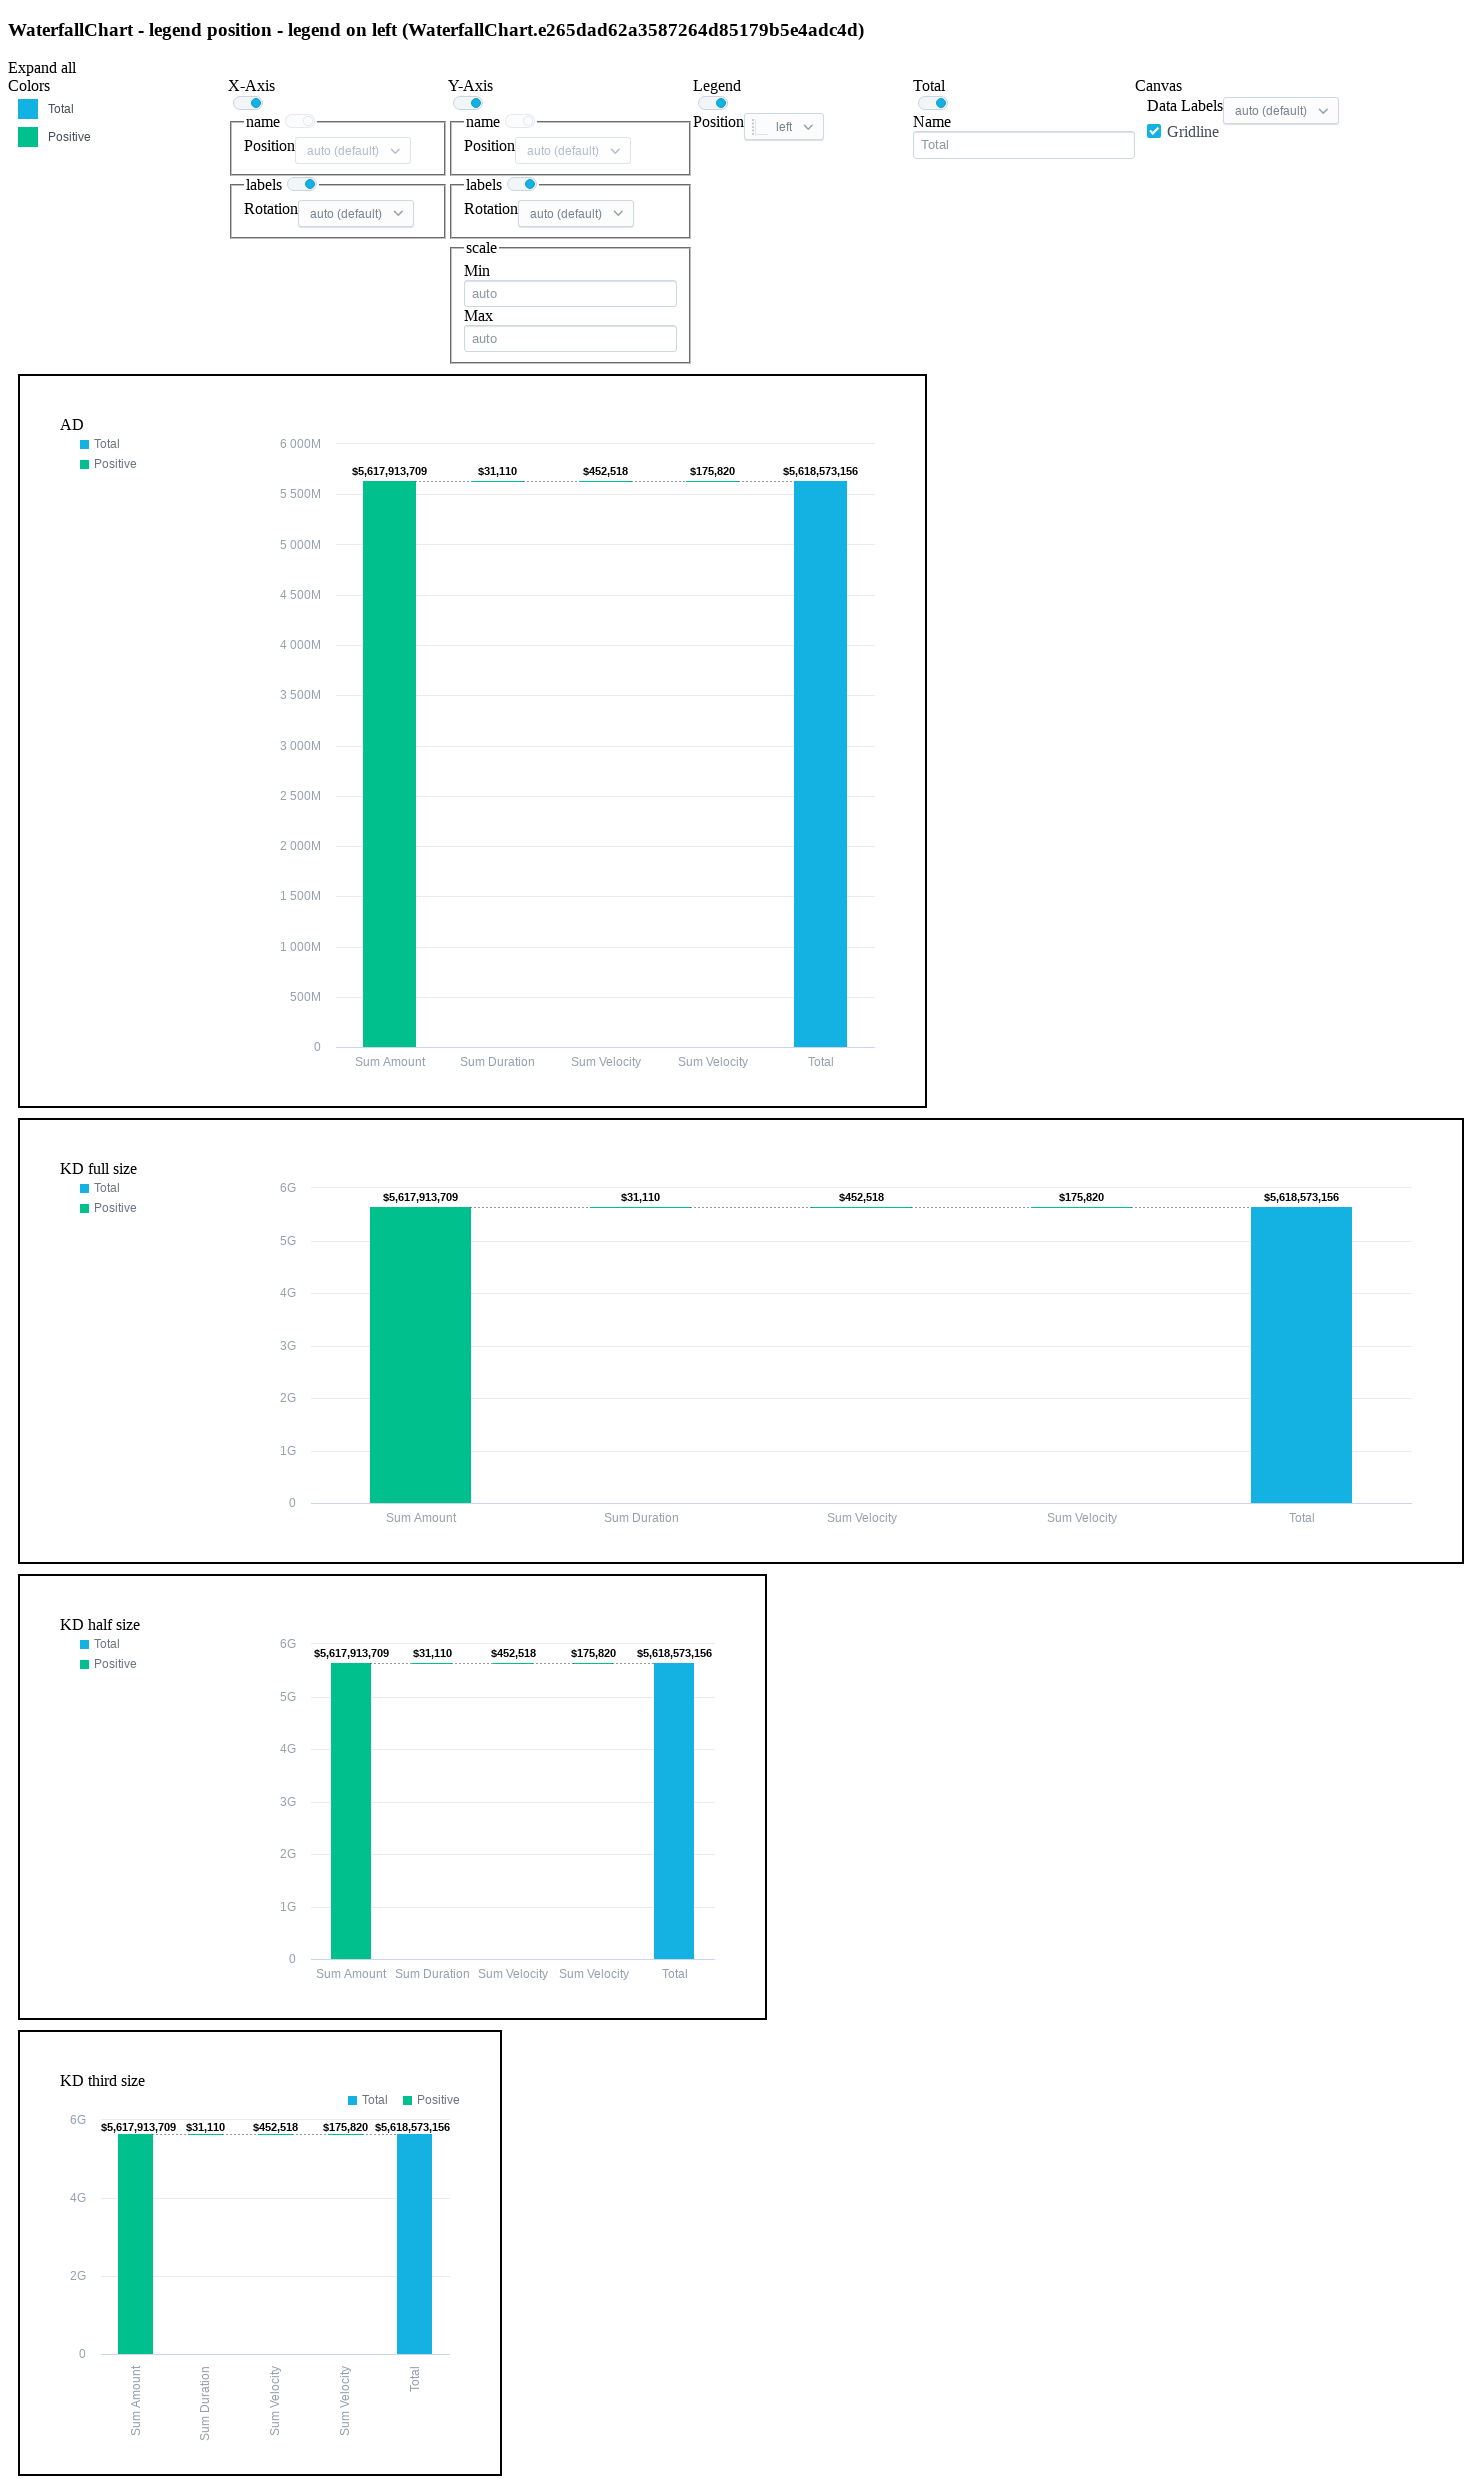 WaterfallChart - legend position - legend on left (WaterfallChart.e265dad62a3587264d85179b5e4adc4d)
Expand all
Colors
Total
Positive
X-Axis
name
Position auto (default)
labels
Rotation auto (default)
Y-Axis
name
Position auto (default)
labels
Rotation auto (default)
scale
Min
auto
Max
auto
Legend
Position left
Total
Name
Total
Canvas
Data Labels auto (default)
Gridline
AD
Total
Positive
6 000M
5 500M
5 000M
4 500M
4 000M
3 500M
3 000M
2 500M
2 000M
1 500M
1 000M
500M
0
$5,617,913,709 $31,110 $452,518 $175,820 $5,618,573,156
Sum Amount Sum Duration Sum Velocity Sum Velocity Total
KD full size
Total
Positive
6G
5G
4G
3G
2G
1G
0
$5,617,913,709 $31,110 $452,518 $175,820 $5,618,573,156
Sum Amount Sum Duration Sum Velocity Sum Velocity Total
KD half size
Total
Positive
6G
5G
4G
3G
2G
1G
0
$5,617,913,709 $31,110 $452,518 $175,820 $5,618,573,156
Sum Amount Sum Duration Sum Velocity Sum Velocity Total
KD third size
Total Positive
6G
4G
2G
0
$5,617,913,709 $31,110 $452,518 $175,820 $5,618,573,156
Sum Amount
Sum Duration
Sum Velocity
Sum Velocity
Total